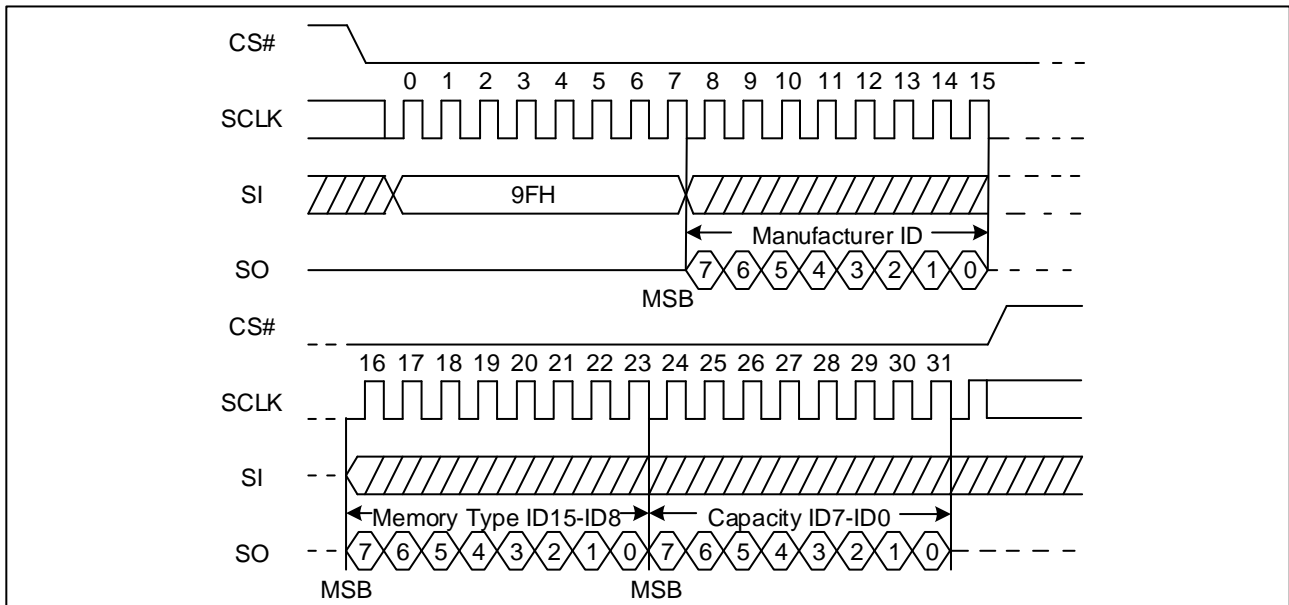 CS#
0 1 2 3 4 5 6 7 8 9 10 11 12 13 14 15
SCLK
SI 9FH
Manufacturer ID
SO 7 6 5 4 3 2 1 0
MSB
CS#
16 17 18 19 20 21 22 23 24 25 26 27 28 29 30 31
SCLK
SI
Memory Type ID15-ID8 Capacity ID7-ID0
SO 7 6 5 4 3 2 1 0 7 6 5 4 3 2 1 0
MSB MSB